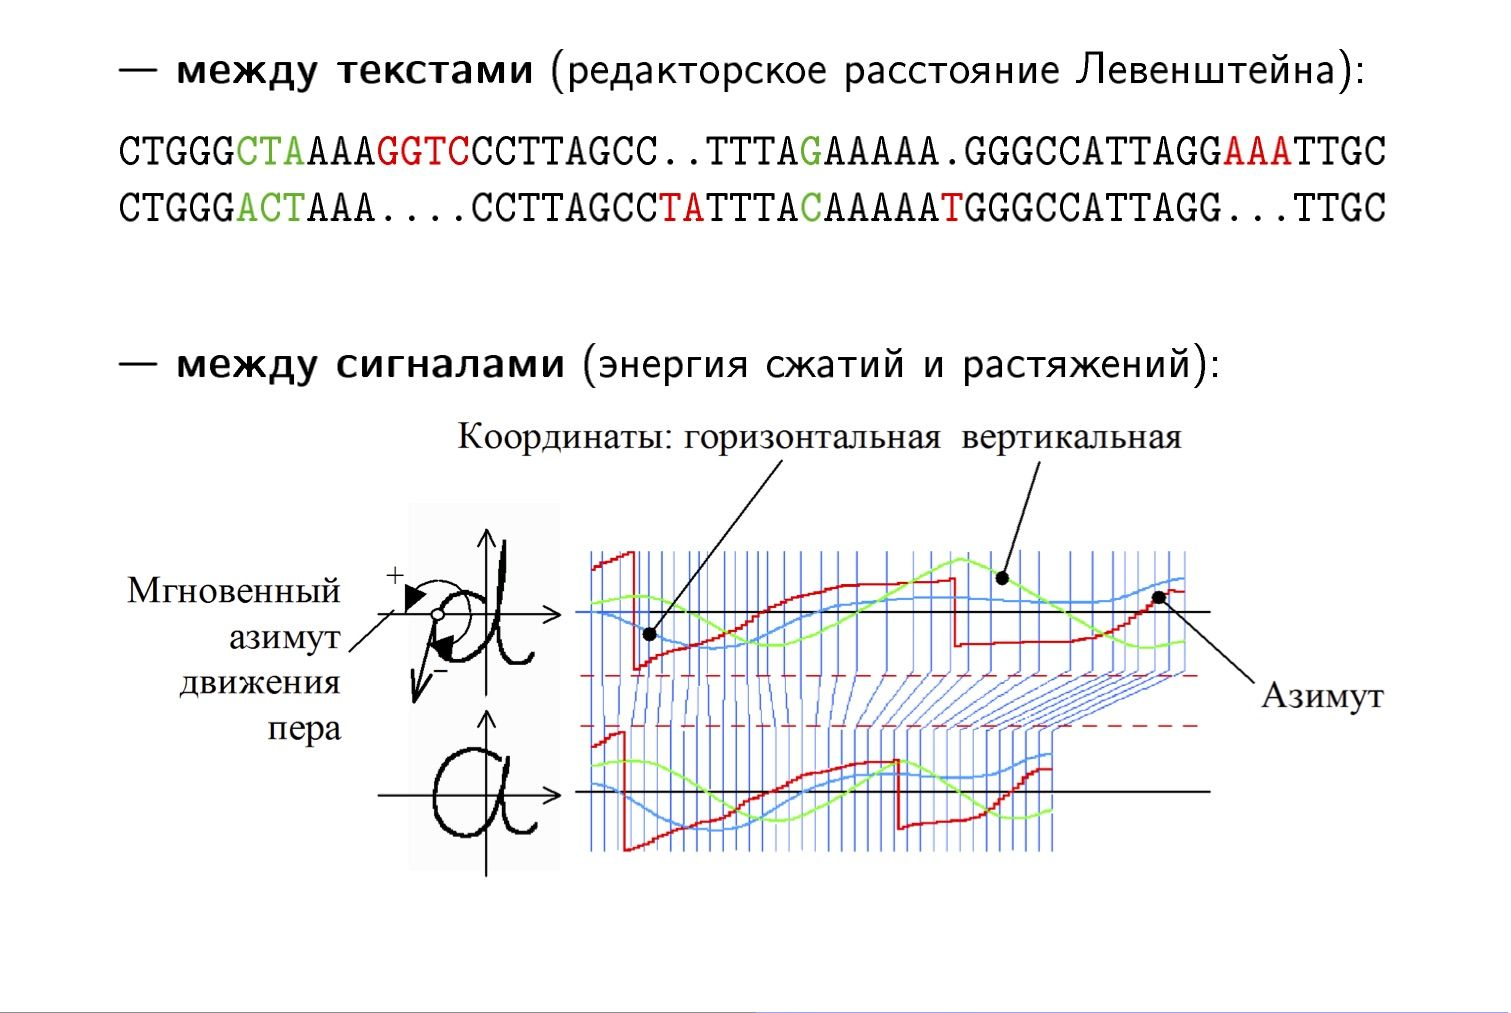 — между текстами (редакторское расстояние Левенштейна):
CTGGGCTAAAAGGTCCCCTTAGCC..TTTAGAAAAA.GGGCCATTAGGAAATTGC
CTGGGACTAAA....CCTTAGCCTATTTACAAAAATGGGCCATTAGG...TTGC
— между сигналами (энергия сжатий и растяжений):
Координаты: горизонтальная вертикальная
+
Мгновенный
азимут
движения
пера
−
Азимут